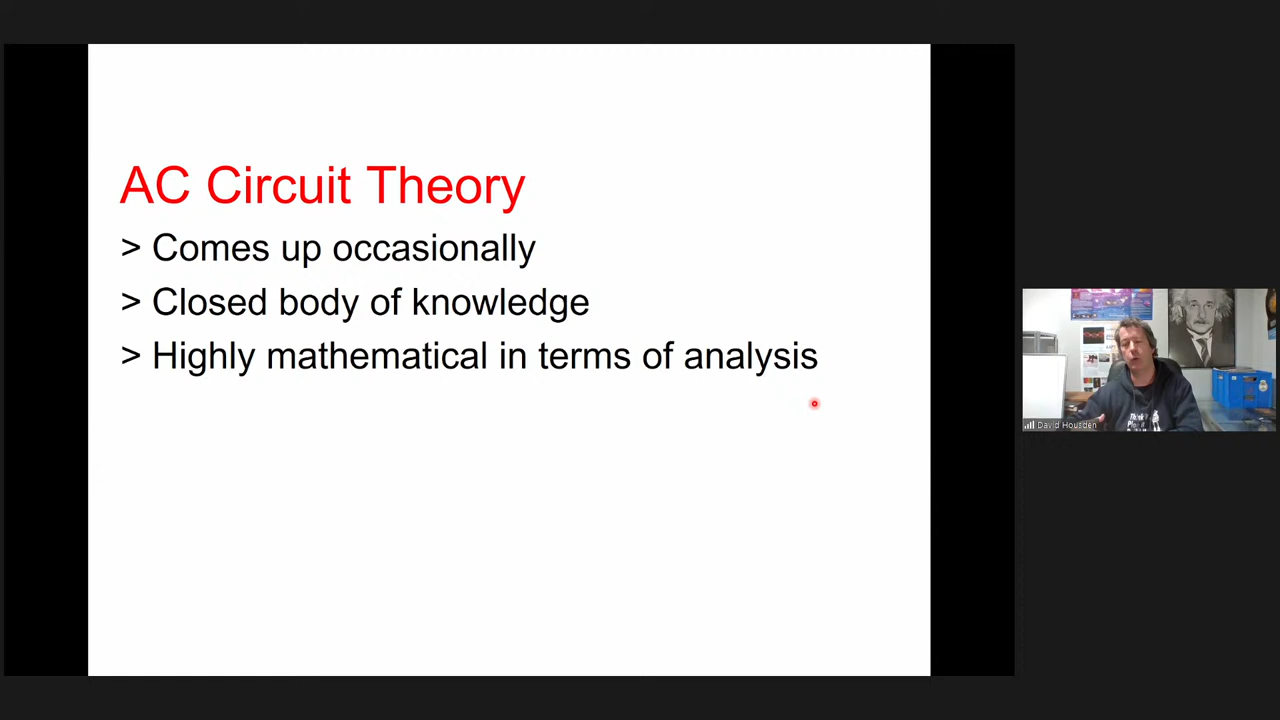 AC Circuit Theory
> Comes up occasionally
> Closed body of knowledge
> Highly mathematical in terms of analysis
David Housden